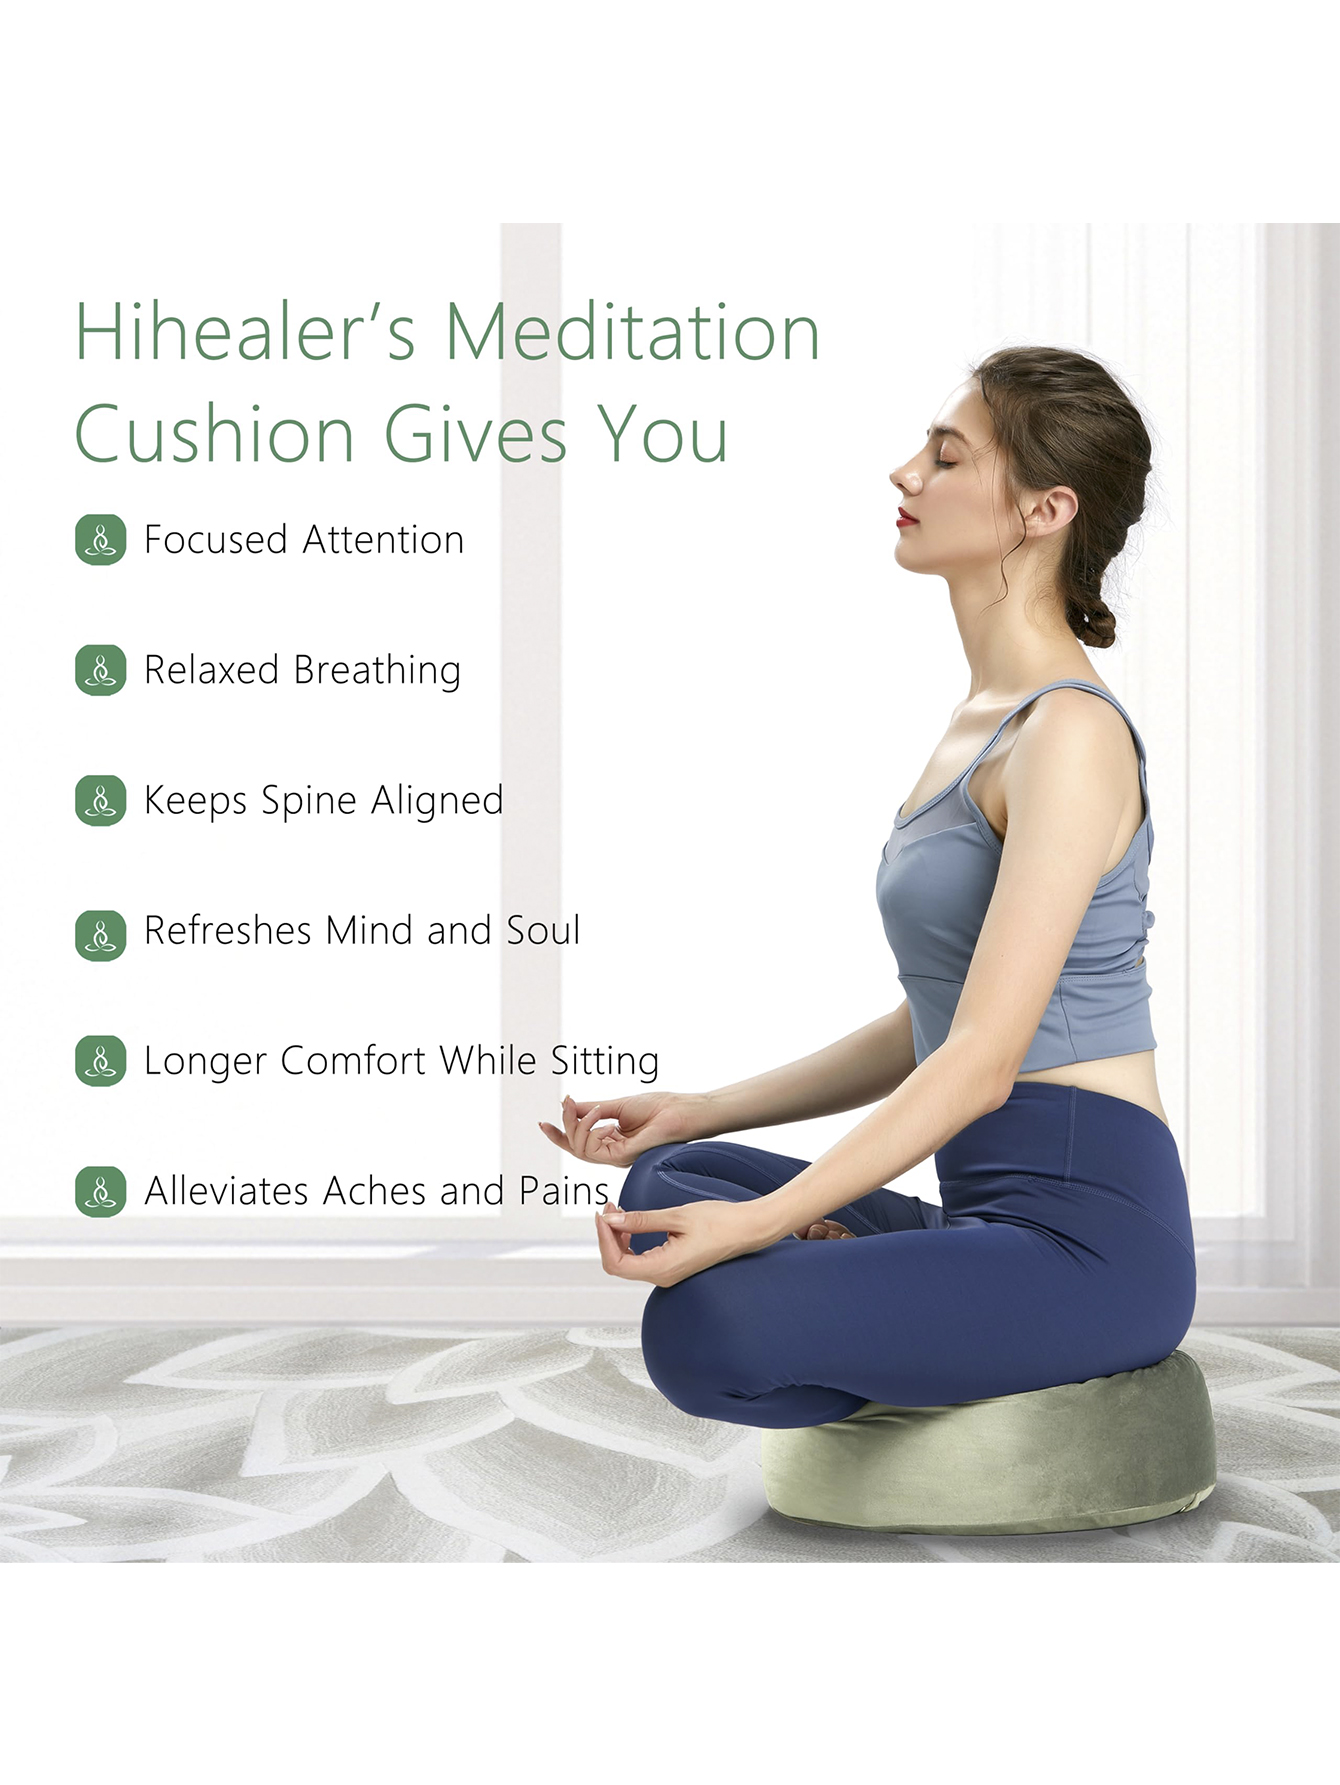 Hihealer’s Meditation
Cushion Gives You
Focused Attention
Relaxed Breathing
Keeps Spine Aligned
Refreshes Mind and Soul
Longer Comfort While Sitting
Alleviates Aches and Pains